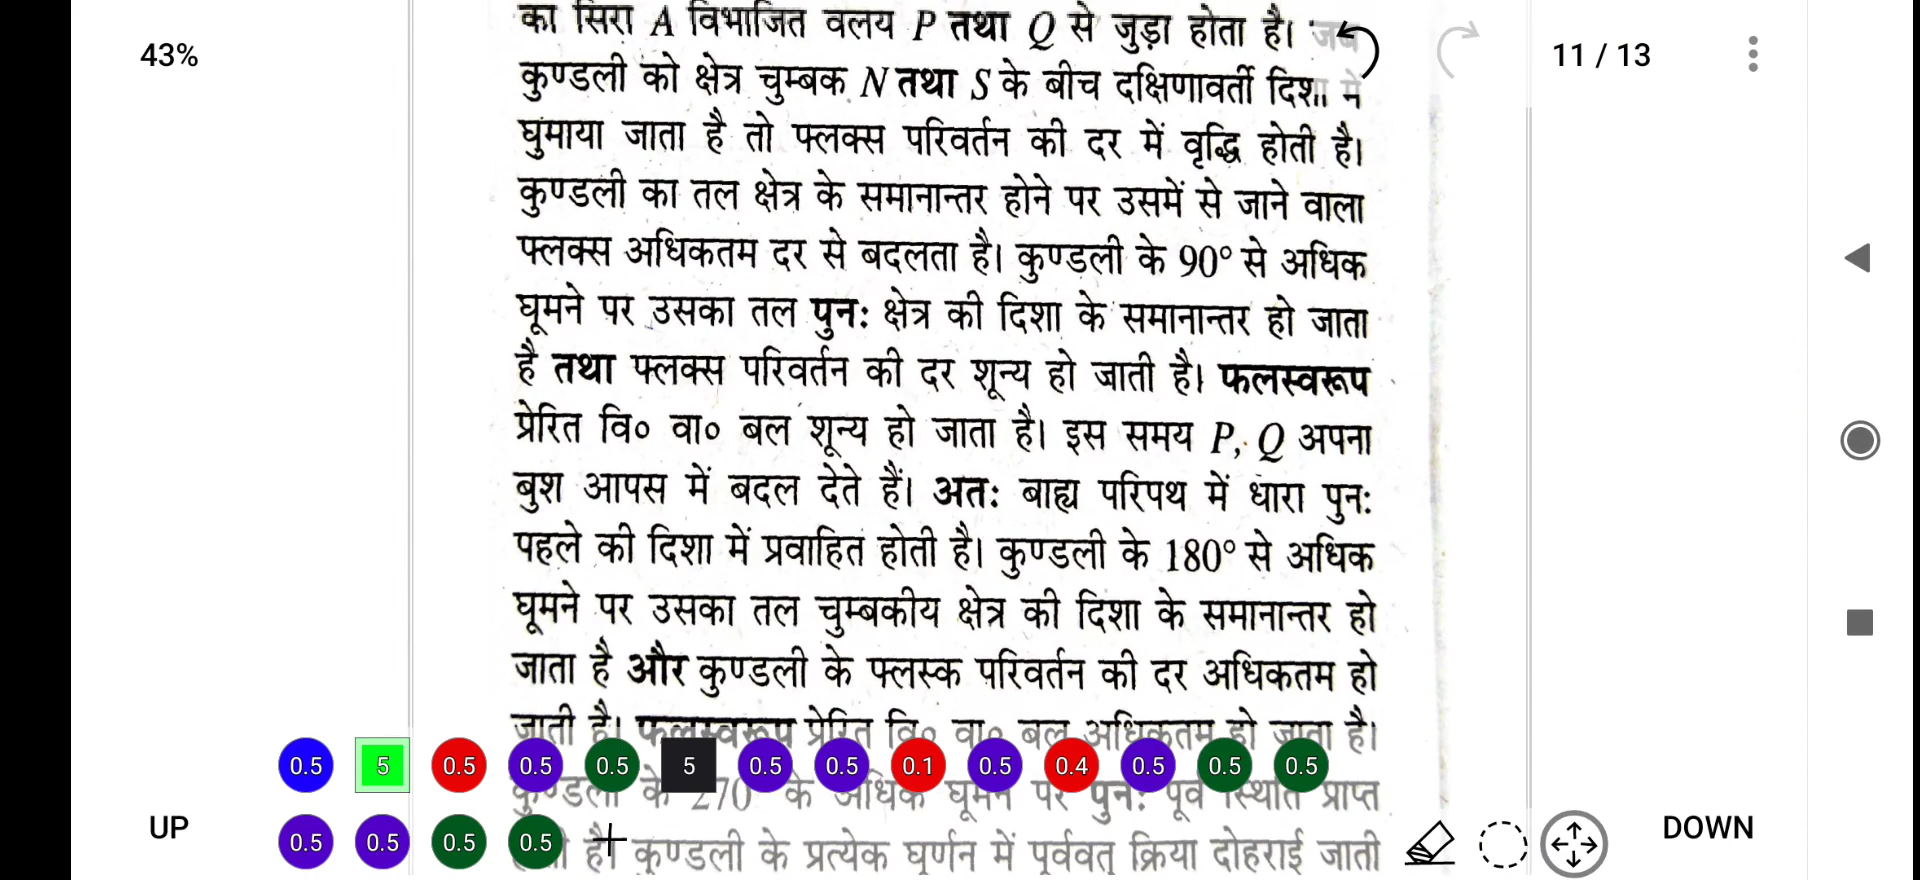 43%
11 / 13
का सिरा A विभाजित वलय P तथा Q से जुड़ा होता है। जब
कुण्डली को क्षेत्र चुम्बक N तथा S के बीच दक्षिणावर्ती दिशा में
घुमाया जाता है तो फ्लक्स परिवर्तन की दर में वृद्धि होती है।
कुण्डली का तल क्षेत्र के समानान्तर होने पर उसमें से जाने वाला
फ्लक्स अधिकतम दर से बदलता है। कुण्डली के 90° से अधिक
घूमने पर उसका तल पुनः क्षेत्र की दिशा के समानान्तर हो जाता
है तथा फ्लक्स परिवर्तन की दर शून्य हो जाती है। फलस्वरूप
प्रेरित वि० वा० बल शून्य हो जाता है। इस समय P, Q अपना
बुश आपस में बदल देते हैं। अतः बाह्य परिपथ में धारा पुनः
पहले की दिशा में प्रवाहित होती है। कुण्डली के 180° से अधिक
घूमने पर उसका तल चुम्बकीय क्षेत्र की दिशा के समानान्तर हो
जाता है और कुण्डली के फ्लस्क परिवर्तन की दर अधिकतम हो
जाती है। फलस्वरूप प्रेरित वि० वा० बल अधिकतम हो जाता है।
0.5 5 0.5 0.5 0.5 5 0.5 0.5 0.1 0.5 0.4 0.5 0.5 0.5
कुण्डली के 270° के अधिक घूमने पर पुनः पूर्व स्थिति प्राप्त
UP
0.5 0.5 0.5 0.5
DOWN
है। कुण्डली के प्रत्येक घूर्णन में पूर्ववत् क्रिया दोहराई जाती